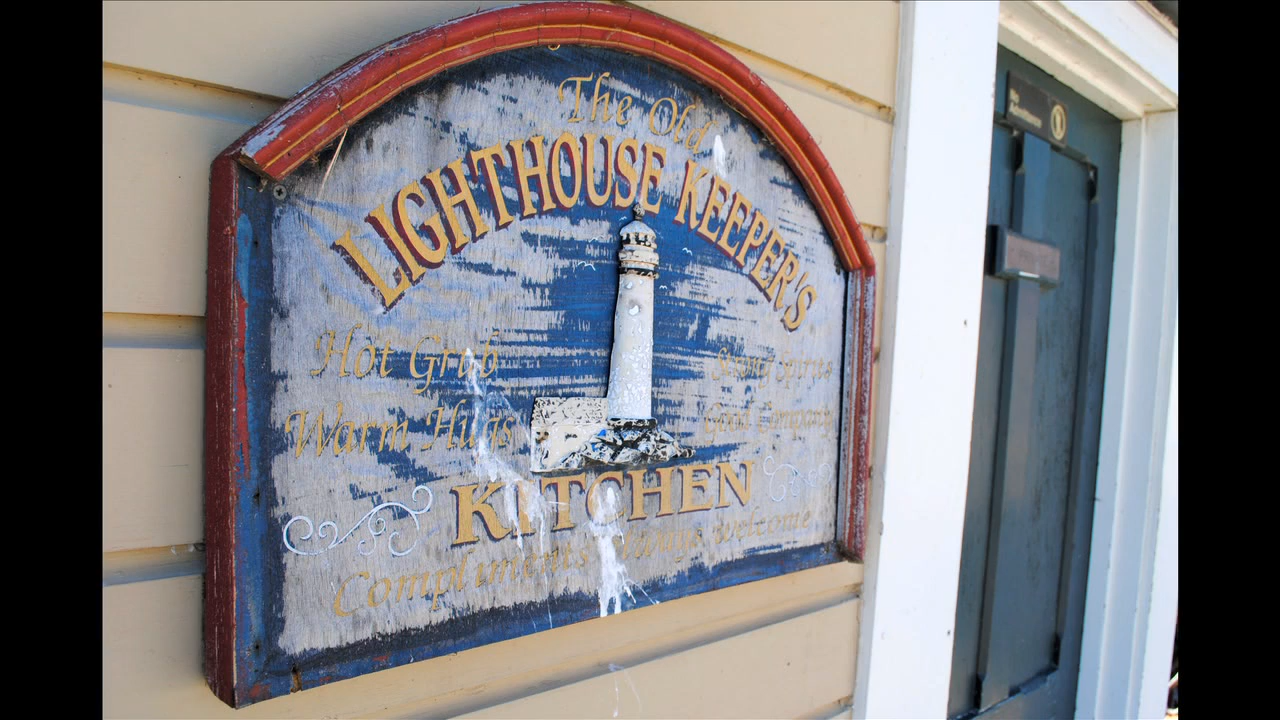 The Old
LIGHTHOUSE KEEPER'S
Hot Grub
Strong Spirits
Warm Hugs
Good Company
KITCHEN
Compliments always welcome